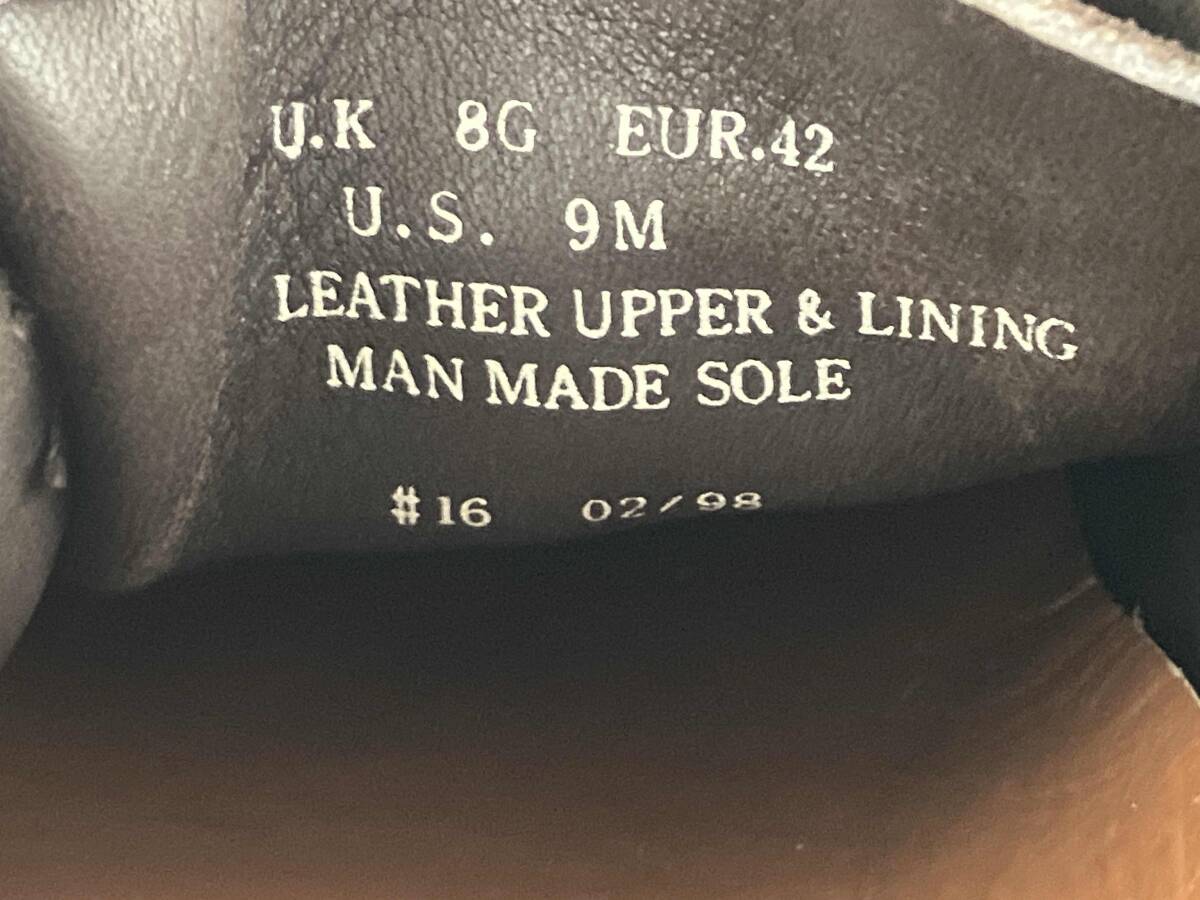 U.K 8G EUR.42
U.S. 9M
LEATHER UPPER & LINING
MAN MADE SOLE
#16 02/98